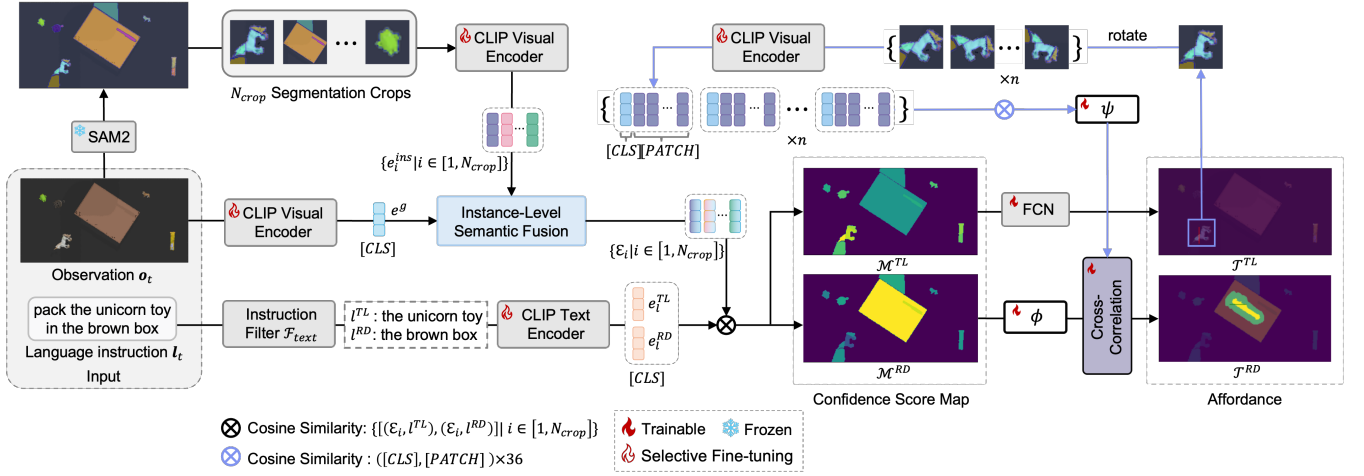 CLIP Visual
Encoder
CLIP Visual
Encoder
rotate
{ ··· }
×n
N_crop Segmentation Crops
SAM2
{e_i^ins|i ∈ [1, N_crop]}
{ ··· ··· ··· ··· }
×n
[CLS][PATCH]
ψ
CLIP Visual
Encoder
e^g
[CLS]
Instance-Level
Semantic Fusion
{ℰ_i|i ∈ [1, N_crop]}
FCN
Observation o_t
ℳ^TL
𝒯^TL
pack the unicorn toy
in the brown box
Language instruction l_t
Input
Instruction
Filter ℱ_text
l^TL : the unicorn toy
l^RD : the brown box
CLIP Text
Encoder
e_l^TL
e_l^RD
[CLS]
ϕ
Cross-
Correlation
ℳ^RD
𝒯^RD
Confidence Score Map
Affordance
Cosine Similarity: {[(ℰ_i, l^TL), (ℰ_i, l^RD)]| i ∈ [1, N_crop]}
Cosine Similarity : ([CLS], [PATCH] )×36
Trainable
Frozen
Selective Fine-tuning